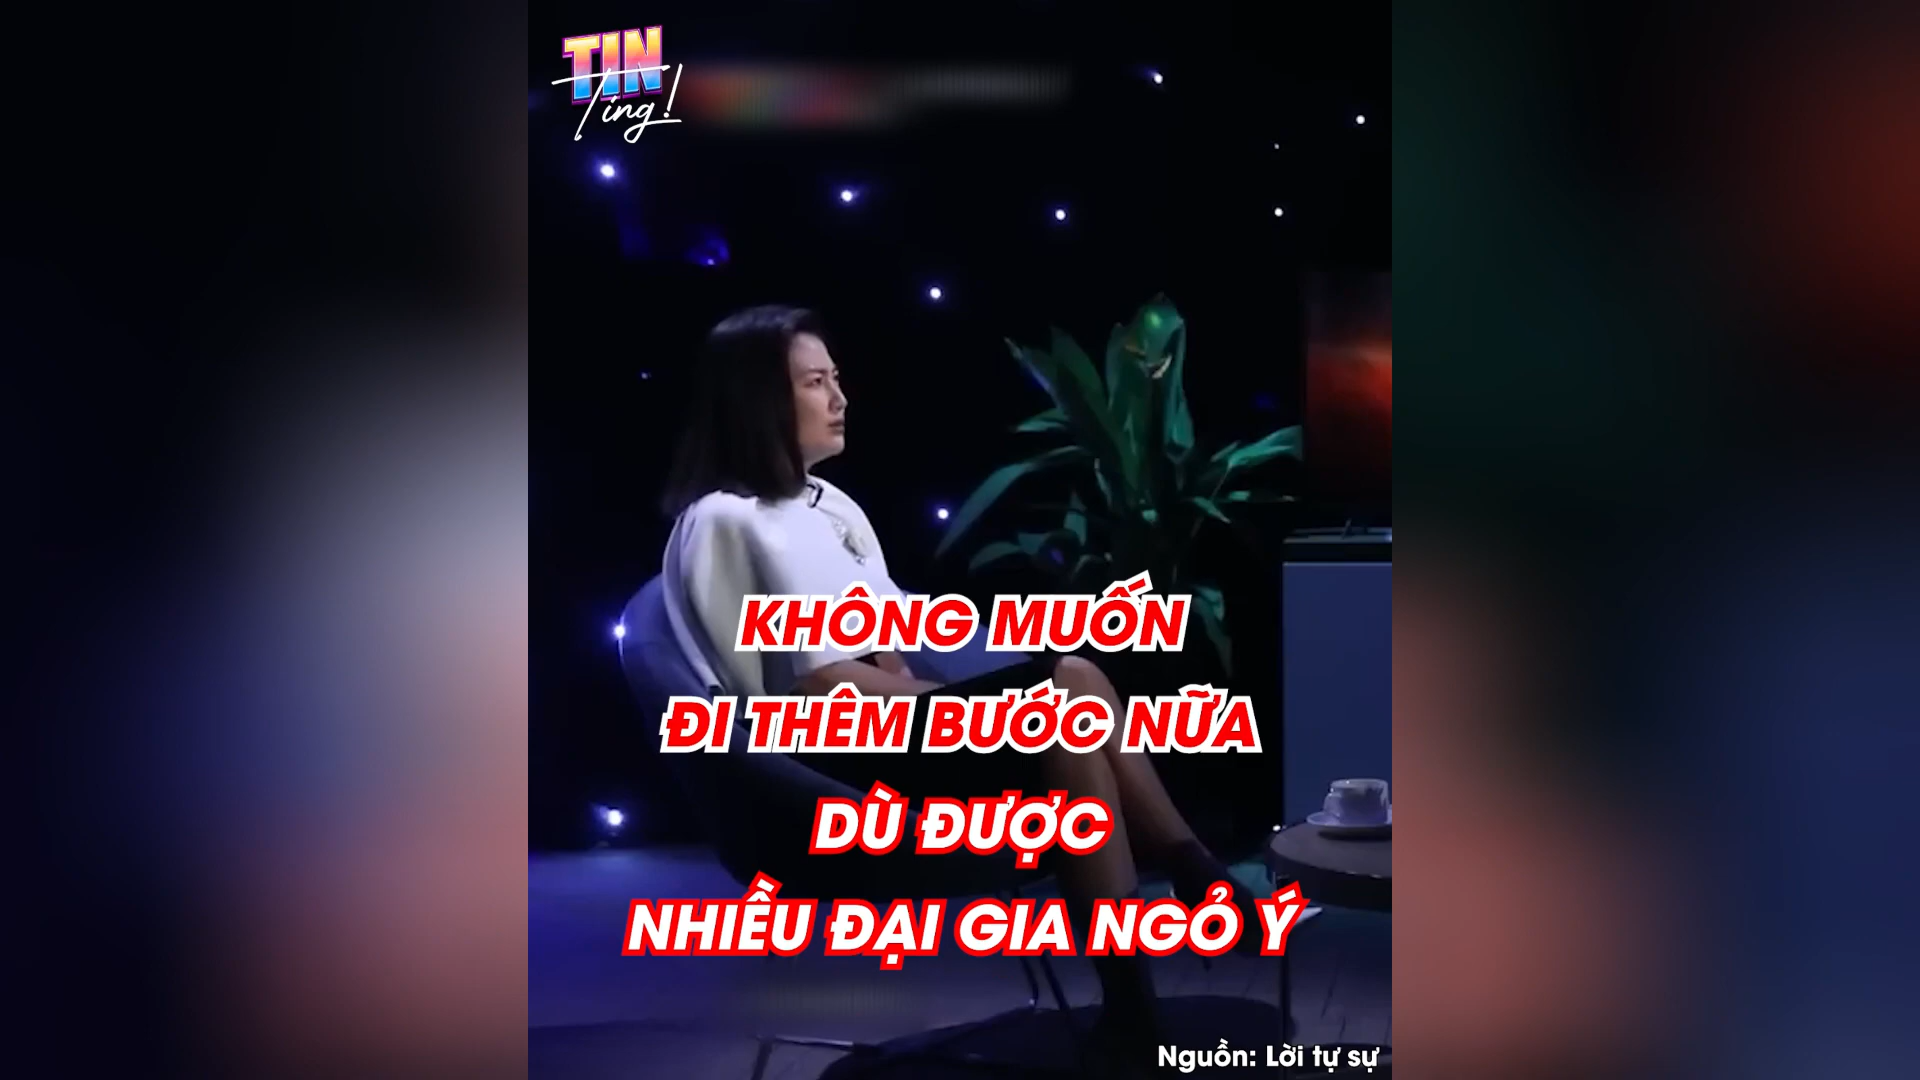 TIN
Ting!
KHÔNG MUỐN
ĐI THÊM BƯỚC NỮA
DÙ ĐƯỢC
NHIỀU ĐẠI GIA NGỎ Ý
Nguồn: Lời tự sự